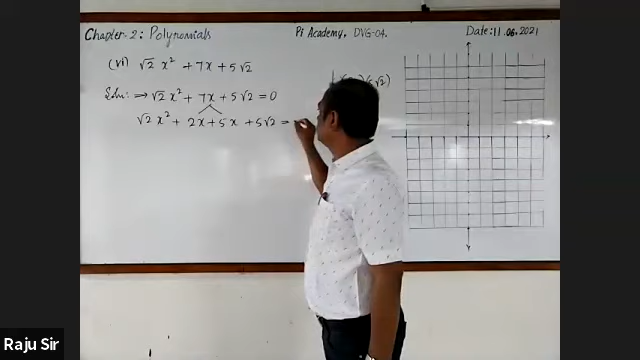 Chapter-2: Polynomials
Pi Academy, DVG-04.
Date: 11.06.2021
(vi) √2 x² + 7x + 5√2
Soln: ⇒ √2 x² + 7x + 5√2 = 0
√2 x² + 2x + 5x + 5√2 =
Raju Sir